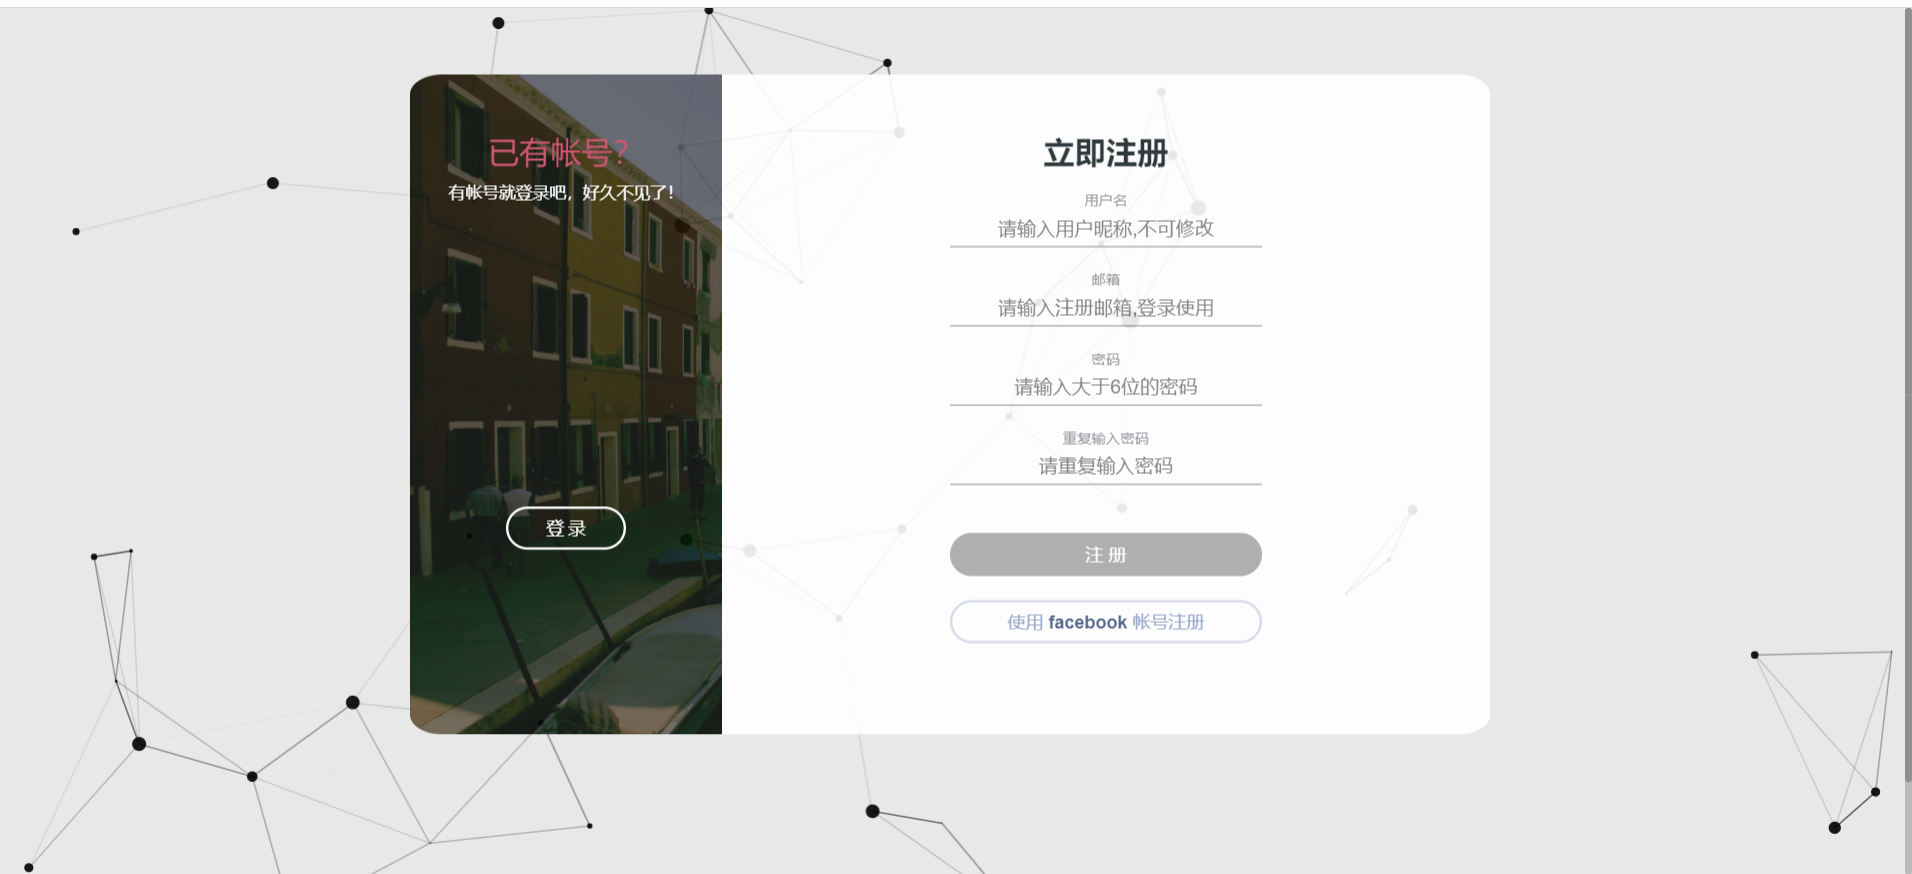 已有帐号？
有帐号就登录吧，好久不见了！
登录
立即注册
用户名
请输入用户昵称,不可修改
邮箱
请输入注册邮箱,登录使用
密码
请输入大于6位的密码
重复输入密码
请重复输入密码
注册
使用 facebook 帐号注册